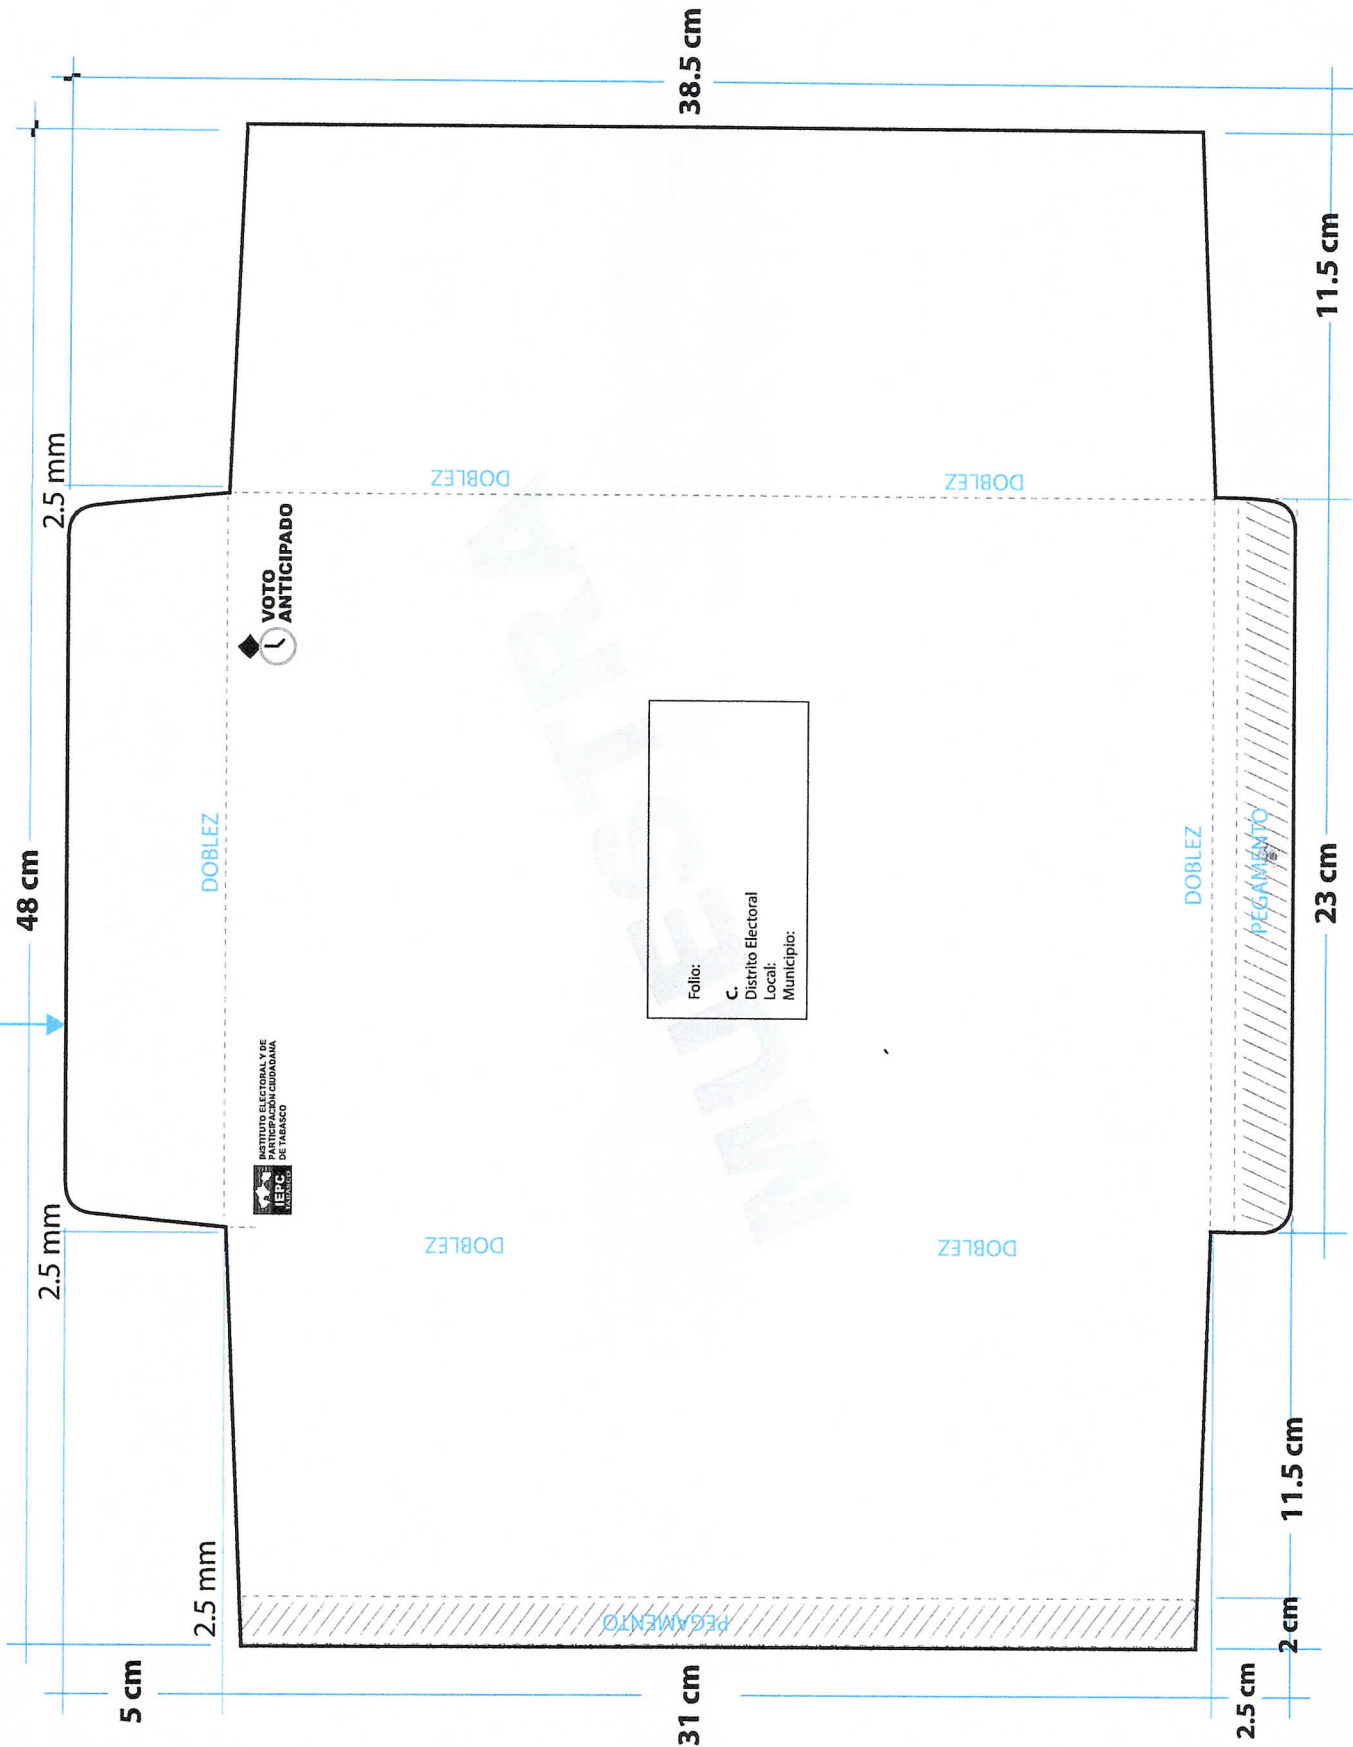 48 cm
38.5 cm
2.5 mm
2.5 mm
2.5 mm
5 cm
31 cm
2.5 cm
2 cm
11.5 cm
23 cm
11.5 cm
DOBLEZ
DOBLEZ
DOBLEZ
DOBLEZ
DOBLEZ
DOBLEZ
PEGAMENTO
PEGAMENTO
IEPC
TABASCO
INSTITUTO ELECTORAL Y DE
PARTICIPACIÓN CIUDADANA
DE TABASCO
VOTO
ANTICIPADO
Folio:
C.
Distrito Electoral
Local:
Municipio:
MUESTRA